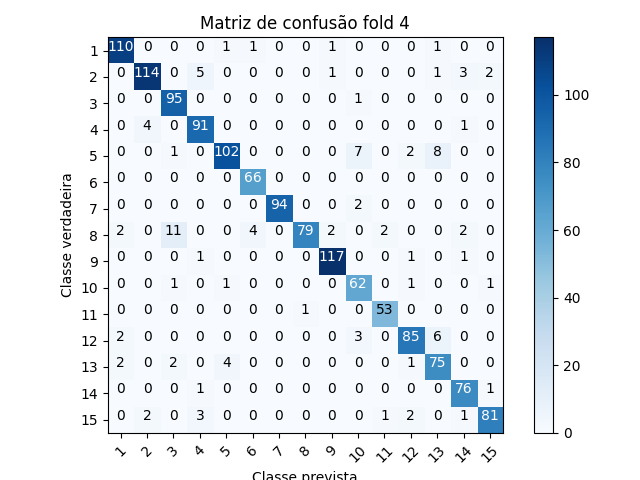 Matriz de confusão fold 4
Classe verdadeira
1 110 0 0 0 1 1 0 0 1 0 0 0 1 0 0
2 0 114 0 5 0 0 0 0 1 0 0 0 1 3 2
3 0 0 95 0 0 0 0 0 0 1 0 0 0 0 0
4 0 4 0 91 0 0 0 0 0 0 0 0 0 1 0
5 0 0 1 0 102 0 0 0 0 7 0 2 8 0 0
6 0 0 0 0 0 66 0 0 0 0 0 0 0 0 0
7 0 0 0 0 0 0 94 0 0 2 0 0 0 0 0
8 2 0 11 0 0 4 0 79 2 0 2 0 0 2 0
9 0 0 0 1 0 0 0 0 117 0 0 1 0 1 0
10 0 0 1 0 1 0 0 0 0 62 0 1 0 0 1
11 0 0 0 0 0 0 0 1 0 0 53 0 0 0 0
12 2 0 0 0 0 0 0 0 0 3 0 85 6 0 0
13 2 0 2 0 4 0 0 0 0 0 0 1 75 0 0
14 0 0 0 1 0 0 0 0 0 0 0 0 0 76 1
15 0 2 0 3 0 0 0 0 0 0 1 2 0 1 81
1 2 3 4 5 6 7 8 9 10 11 12 13 14 15
Classe prevista
100
80
60
40
20
0